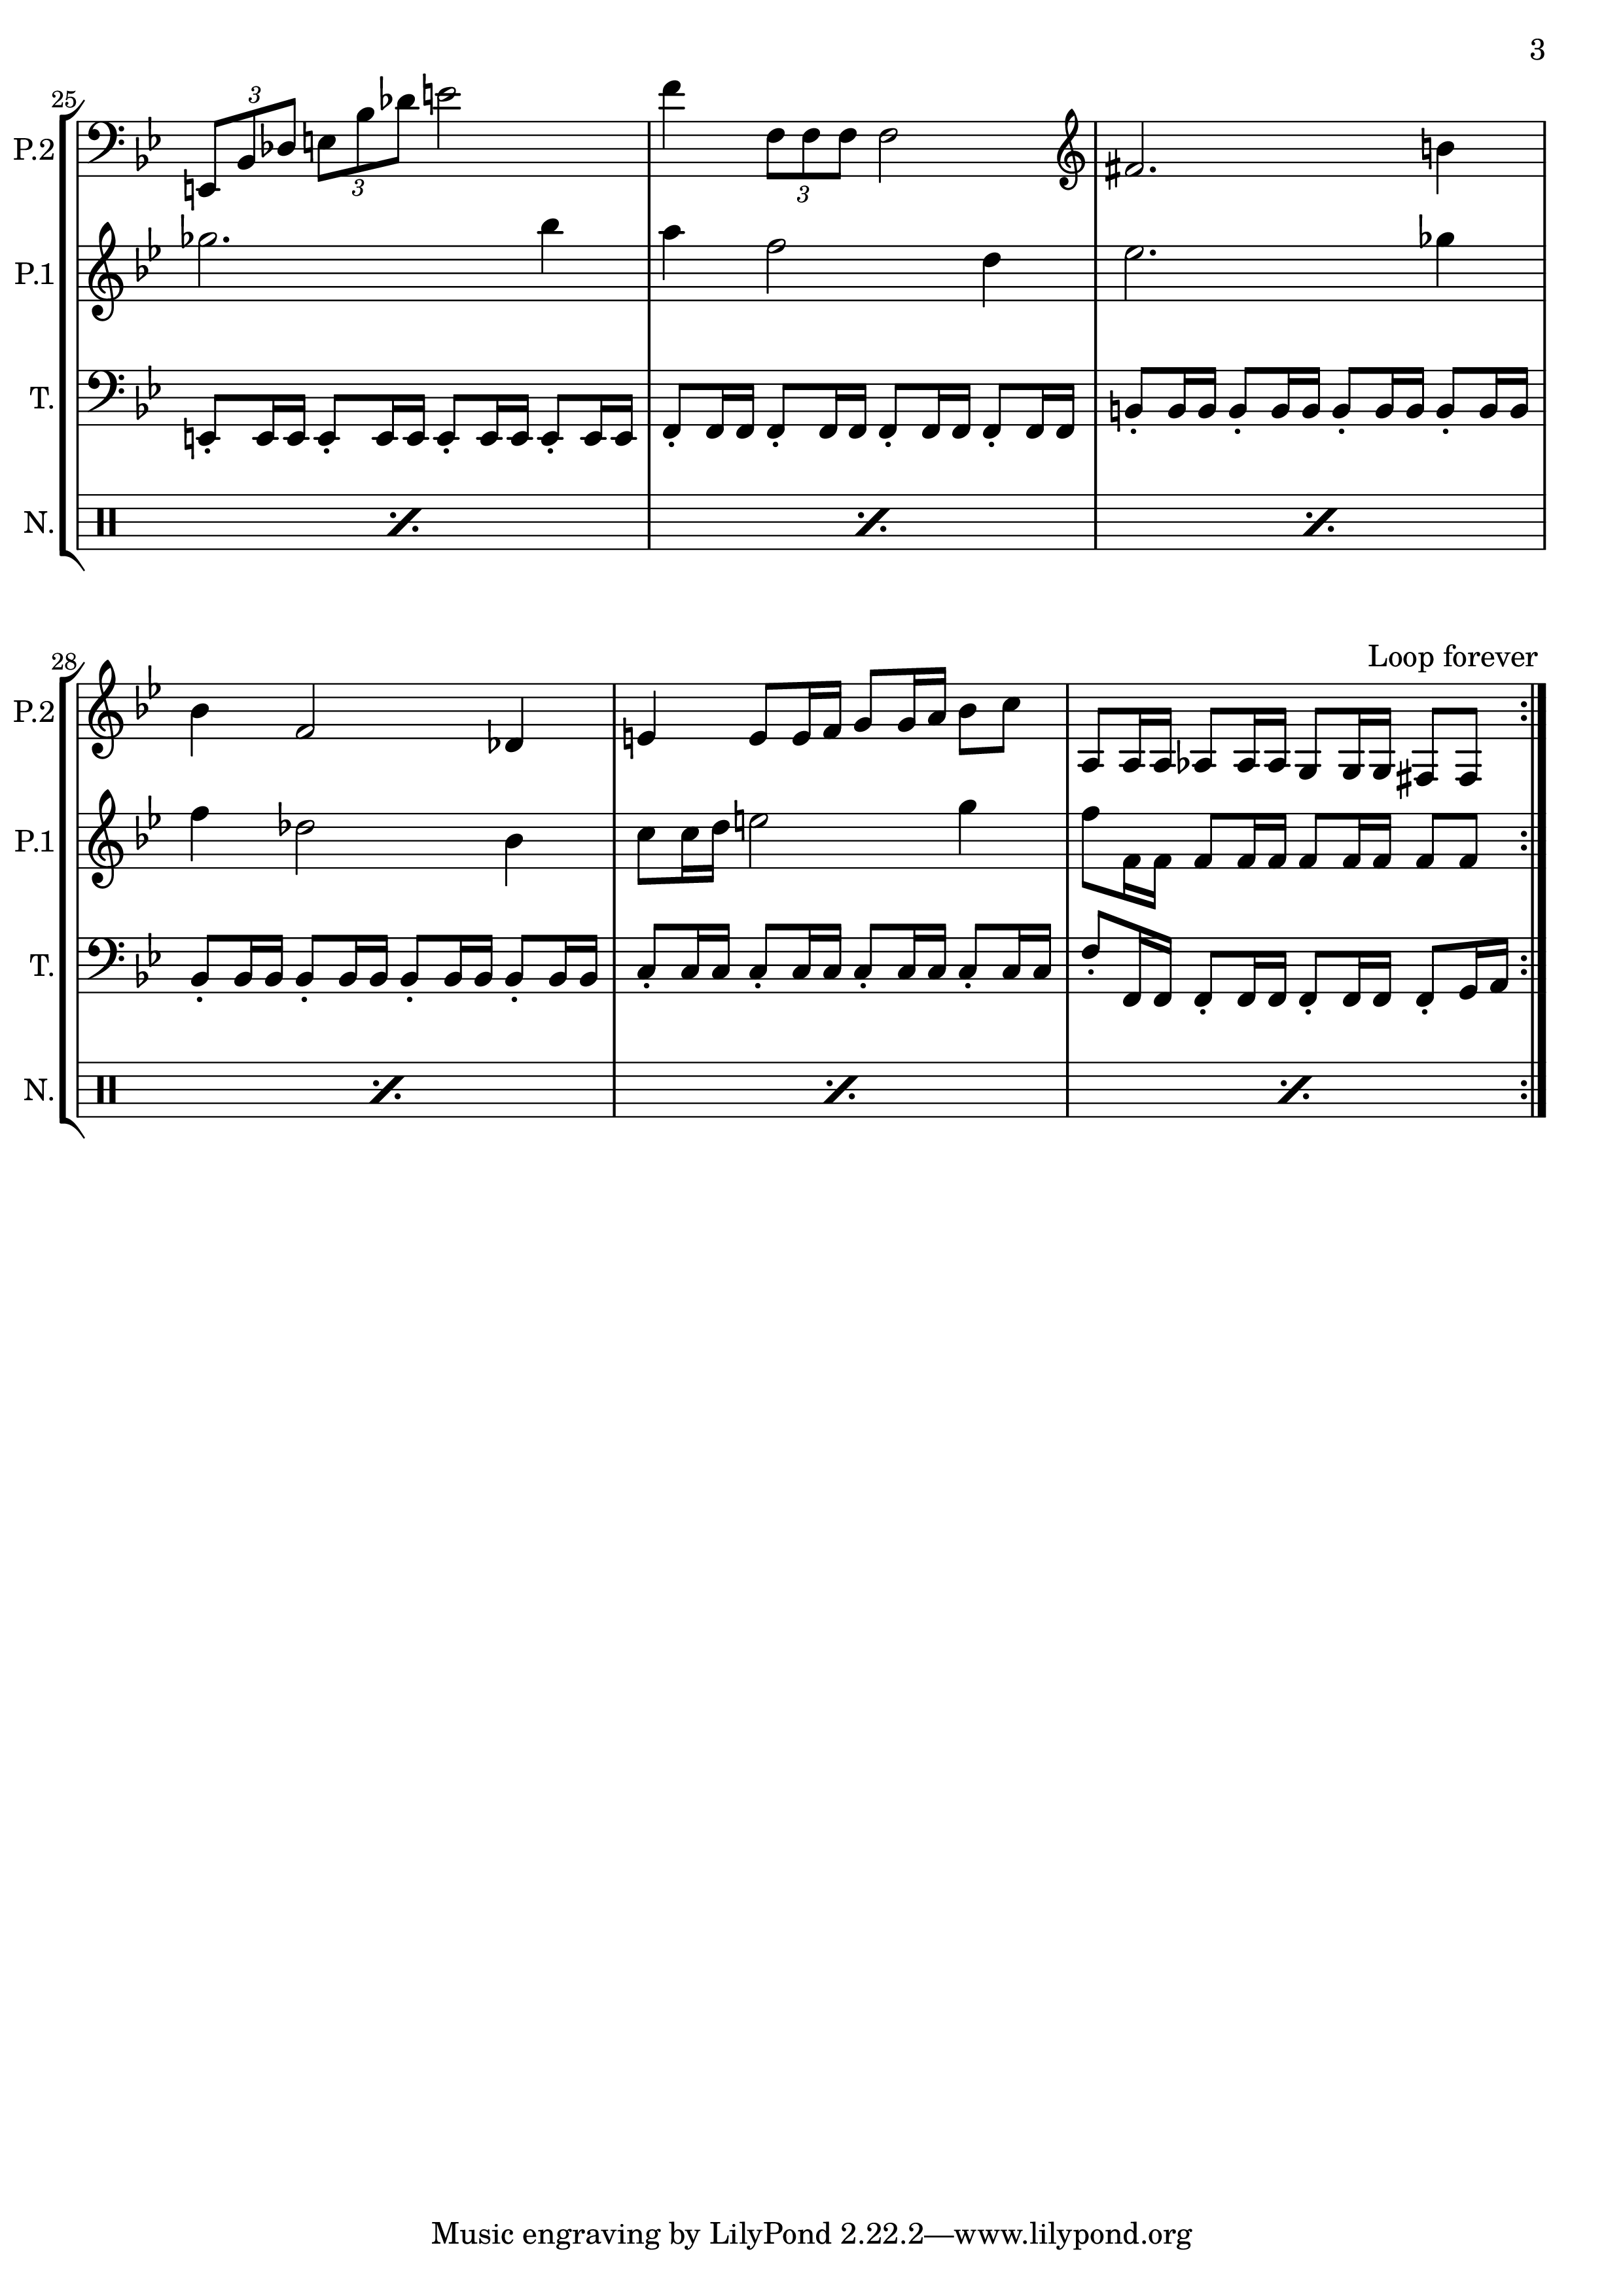 3
25
P.2
3
3
3
P.1
T.
N.
28
Loop forever
P.2
P.1
T.
N.
Music engraving by LilyPond 2.22.2—www.lilypond.org